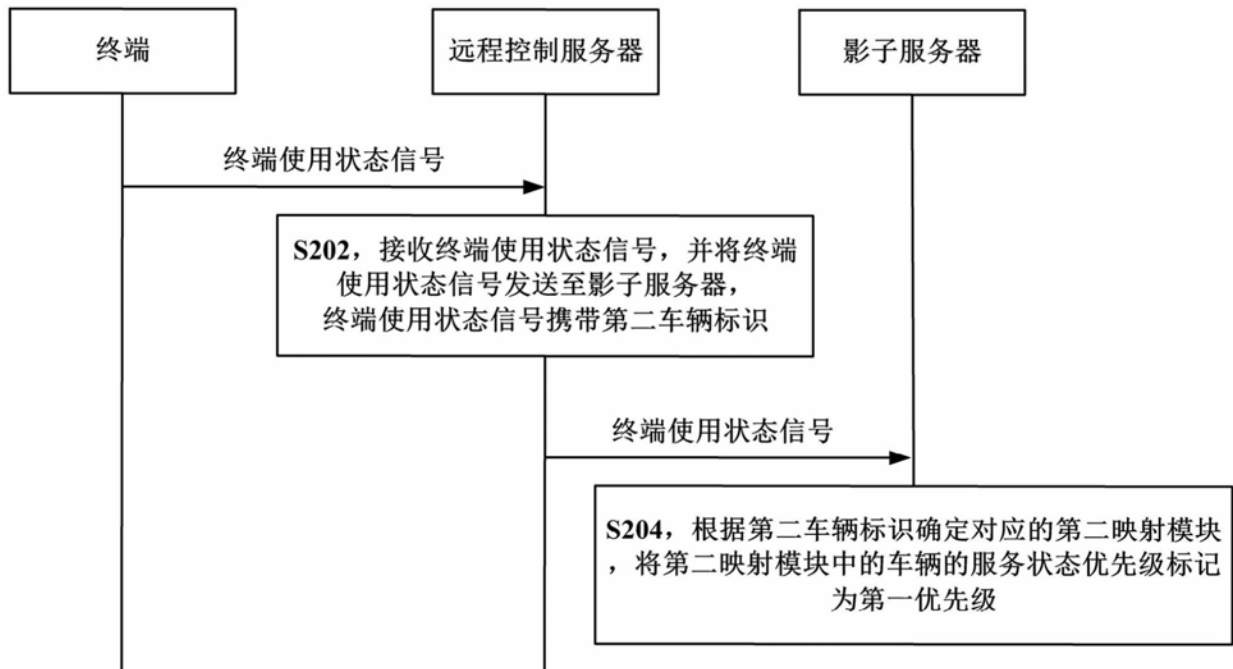 终端
远程控制服务器
影子服务器
终端使用状态信号
S202，接收终端使用状态信号，并将终端
使用状态信号发送至影子服务器，
终端使用状态信号携带第二车辆标识
终端使用状态信号
S204，根据第二车辆标识确定对应的第二映射模块
，将第二映射模块中的车辆的服务状态优先级标记
为第一优先级